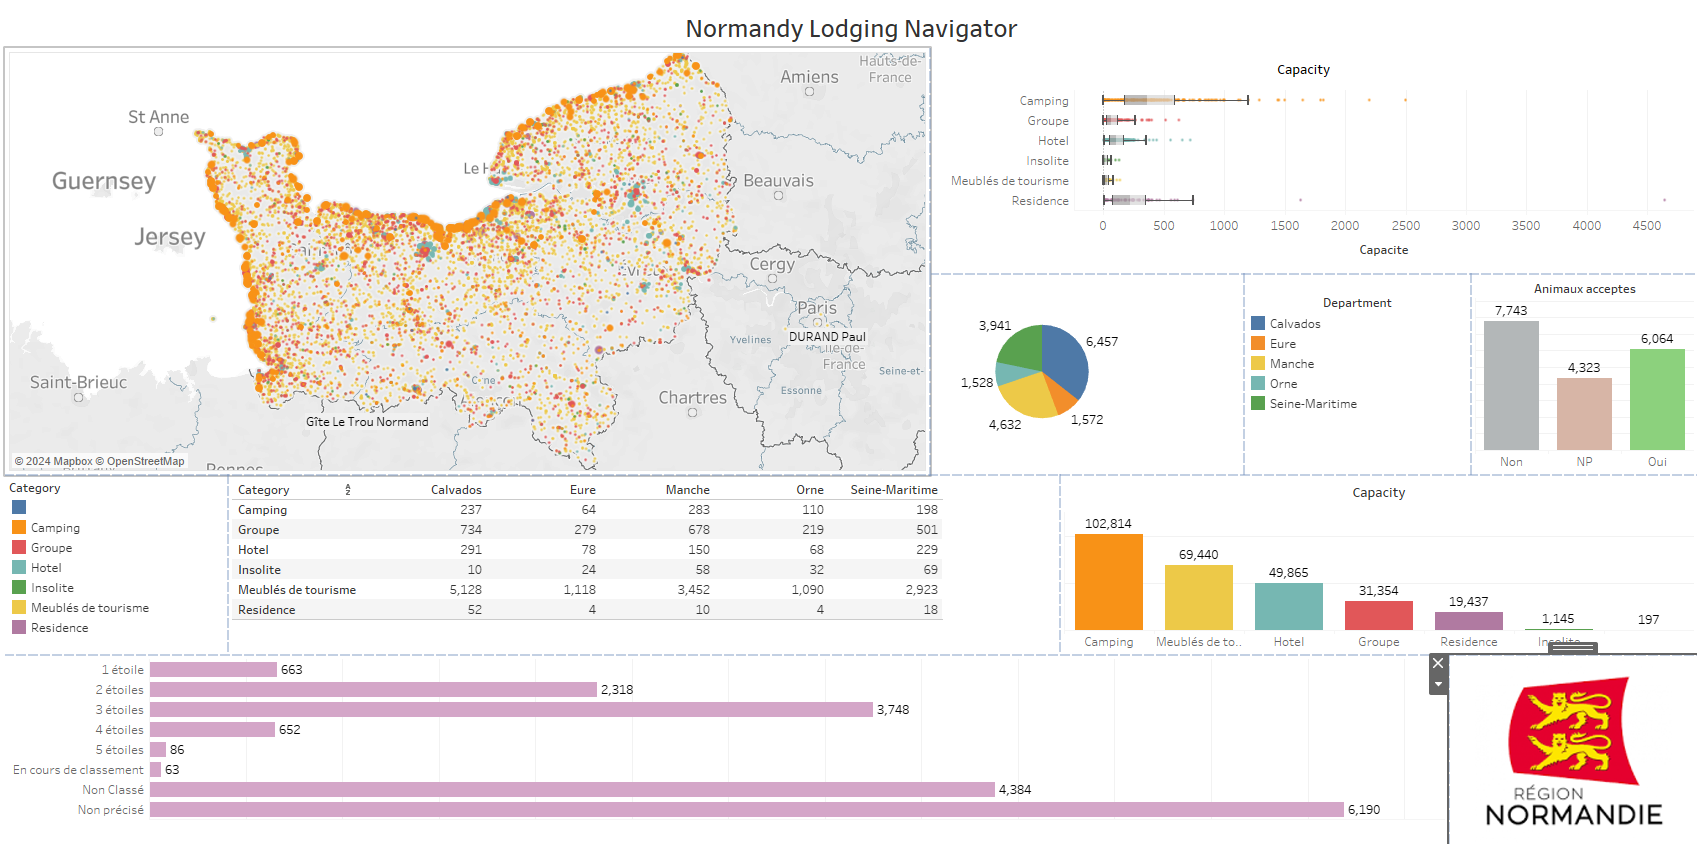 Normandy Lodging Navigator
Amiens
Hauts-de-
France
St Anne
Guernsey
Jersey
Beauvais
Cergy
Paris
Yvelines
DURAND Paul
France
Seine-et-
Essonne
Saint-Brieuc
Chartres
Gîte Le Trou Normand
© 2024 Mapbox © OpenStreetMap
Capacity
Camping
Groupe
Hotel
Insolite
Meublés de tourisme
Residence
0 500 1000 1500 2000 2500 3000 3500 4000 4500
Capacite
3,941
6,457
1,528
4,632
1,572
Department
Calvados
Eure
Manche
Orne
Seine-Maritime
Animaux acceptes
7,743
4,323
6,064
Non NP Oui
Category
Camping
Groupe
Hotel
Insolite
Meublés de tourisme
Residence
Category Calvados Eure Manche Orne Seine-Maritime
Camping 237 64 283 110 198
Groupe 734 279 678 219 501
Hotel 291 78 150 68 229
Insolite 10 24 58 32 69
Meublés de tourisme 5,128 1,118 3,452 1,090 2,923
Residence 52 4 10 4 18
Capacity
102,814
69,440
49,865
31,354
19,437
1,145
197
Camping Meublés de to.. Hotel Groupe Residence Insolite
1 étoile 663
2 étoiles 2,318
3 étoiles 3,748
4 étoiles 652
5 étoiles 86
En cours de classement 63
Non Classé 4,384
Non précisé 6,190
RÉGION
NORMANDIE